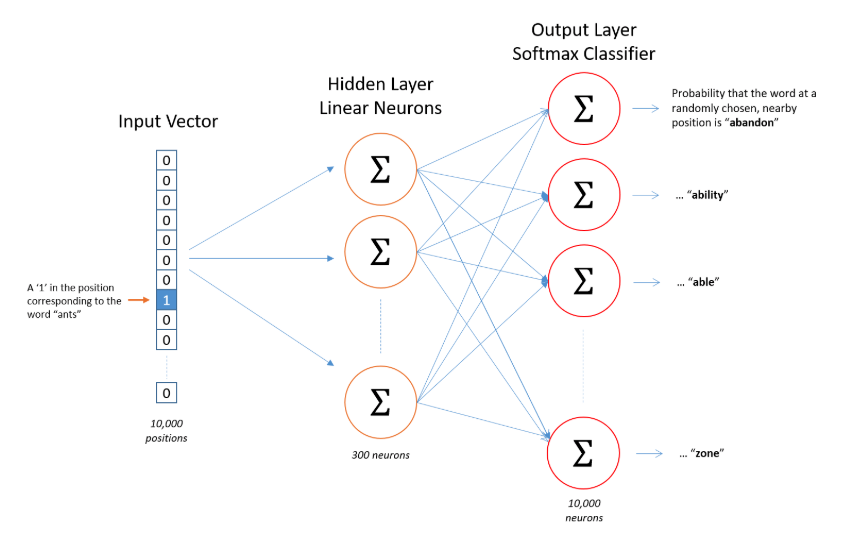 Output Layer
Softmax Classifier
Hidden Layer
Linear Neurons
Input Vector
0
0
0
0
0
0
0
1
0
0
0
A ‘1’ in the position
corresponding to the
word “ants”
10,000
positions
Σ
Σ
Σ
300 neurons
Σ
Σ
Σ
Σ
10,000
neurons
Probability that the word at a
randomly chosen, nearby
position is “abandon”
… “ability”
… “able”
… “zone”